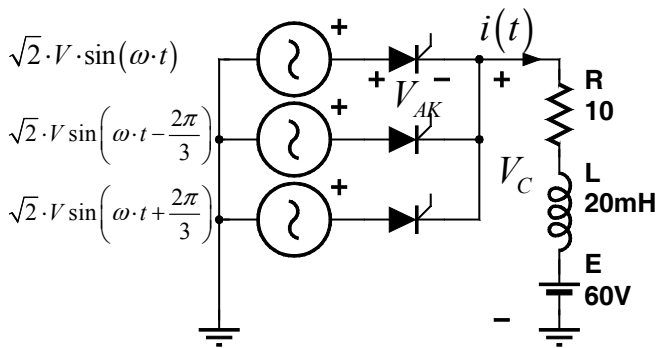 √2·V·sin(ω·t)
i(t)
+
+
−
+
V_AK
R
10
√2·V sin(ω·t − 2π/3)
+
V_C
L
20mH
√2·V sin(ω·t + 2π/3)
+
E
60V
−